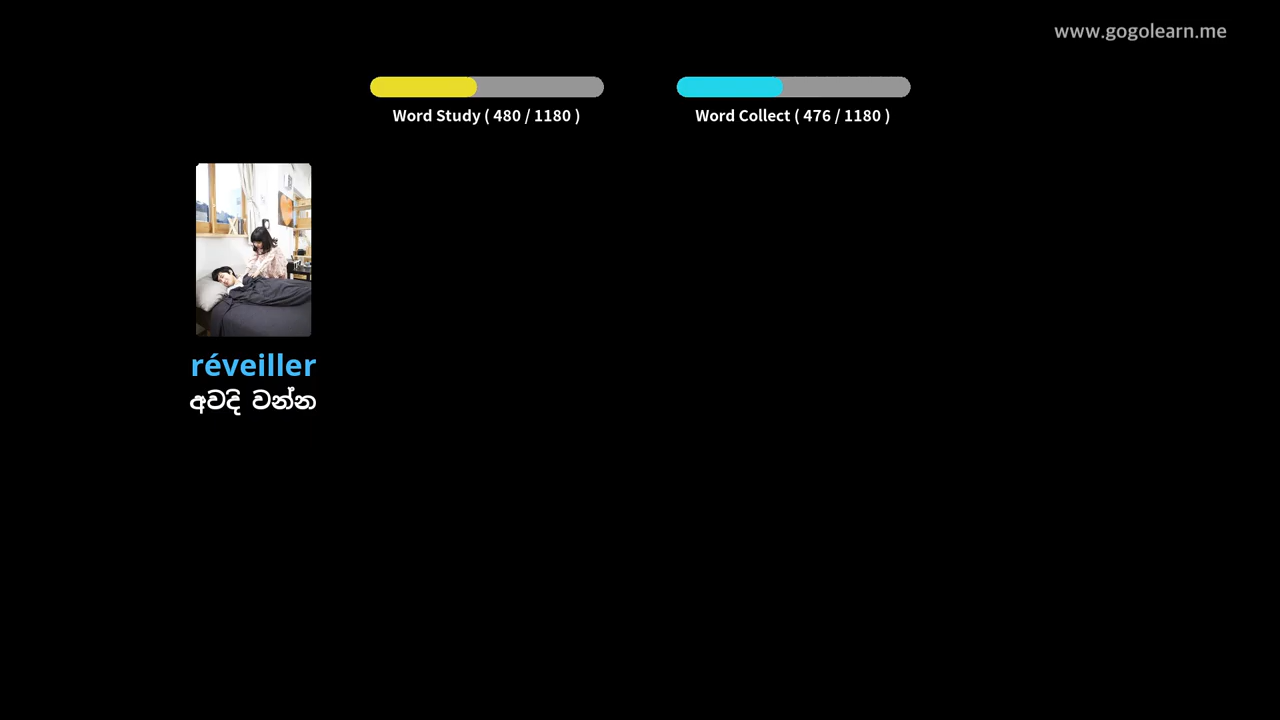 www.gogolearn.me
Word Study ( 480 / 1180 )
Word Collect ( 476 / 1180 )
réveiller
අවදි වන්න